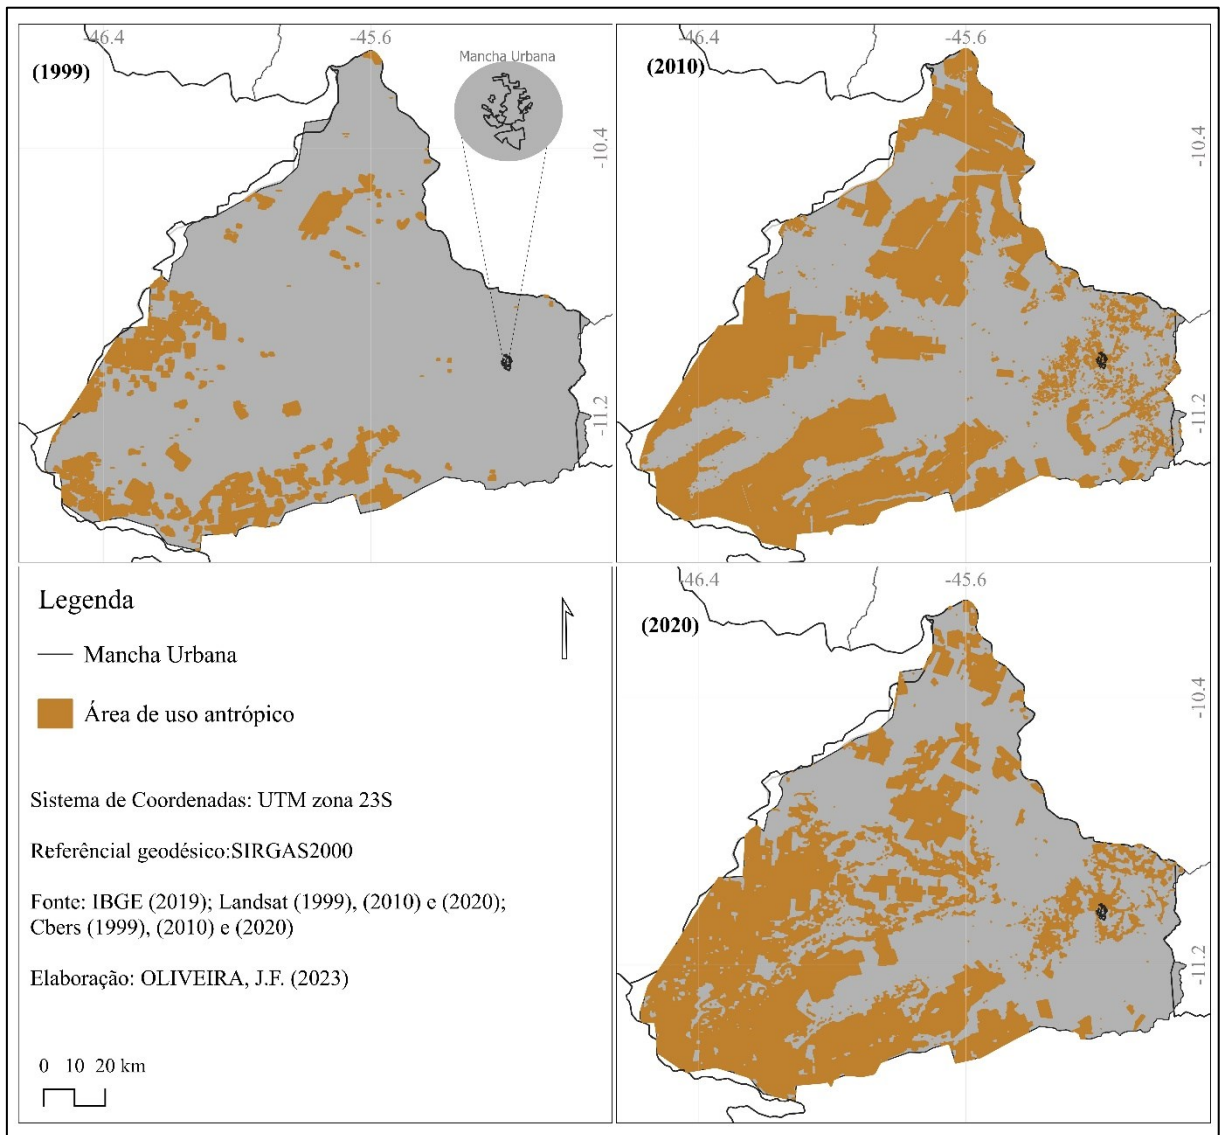 -46.4
-45.6
(1999)
Mancha Urbana
-10.4
-11.2
-46.4
-45.6
(2010)
-10.4
-11.2
Legenda
Mancha Urbana
Área de uso antrópico
Sistema de Coordenadas: UTM zona 23S
Referêncial geodésico:SIRGAS2000
Fonte: IBGE (2019); Landsat (1999), (2010) e (2020);
Cbers (1999), (2010) e (2020)
Elaboração: OLIVEIRA, J.F. (2023)
0 10 20 km
-46.4
-45.6
(2020)
-10.4
-11.2